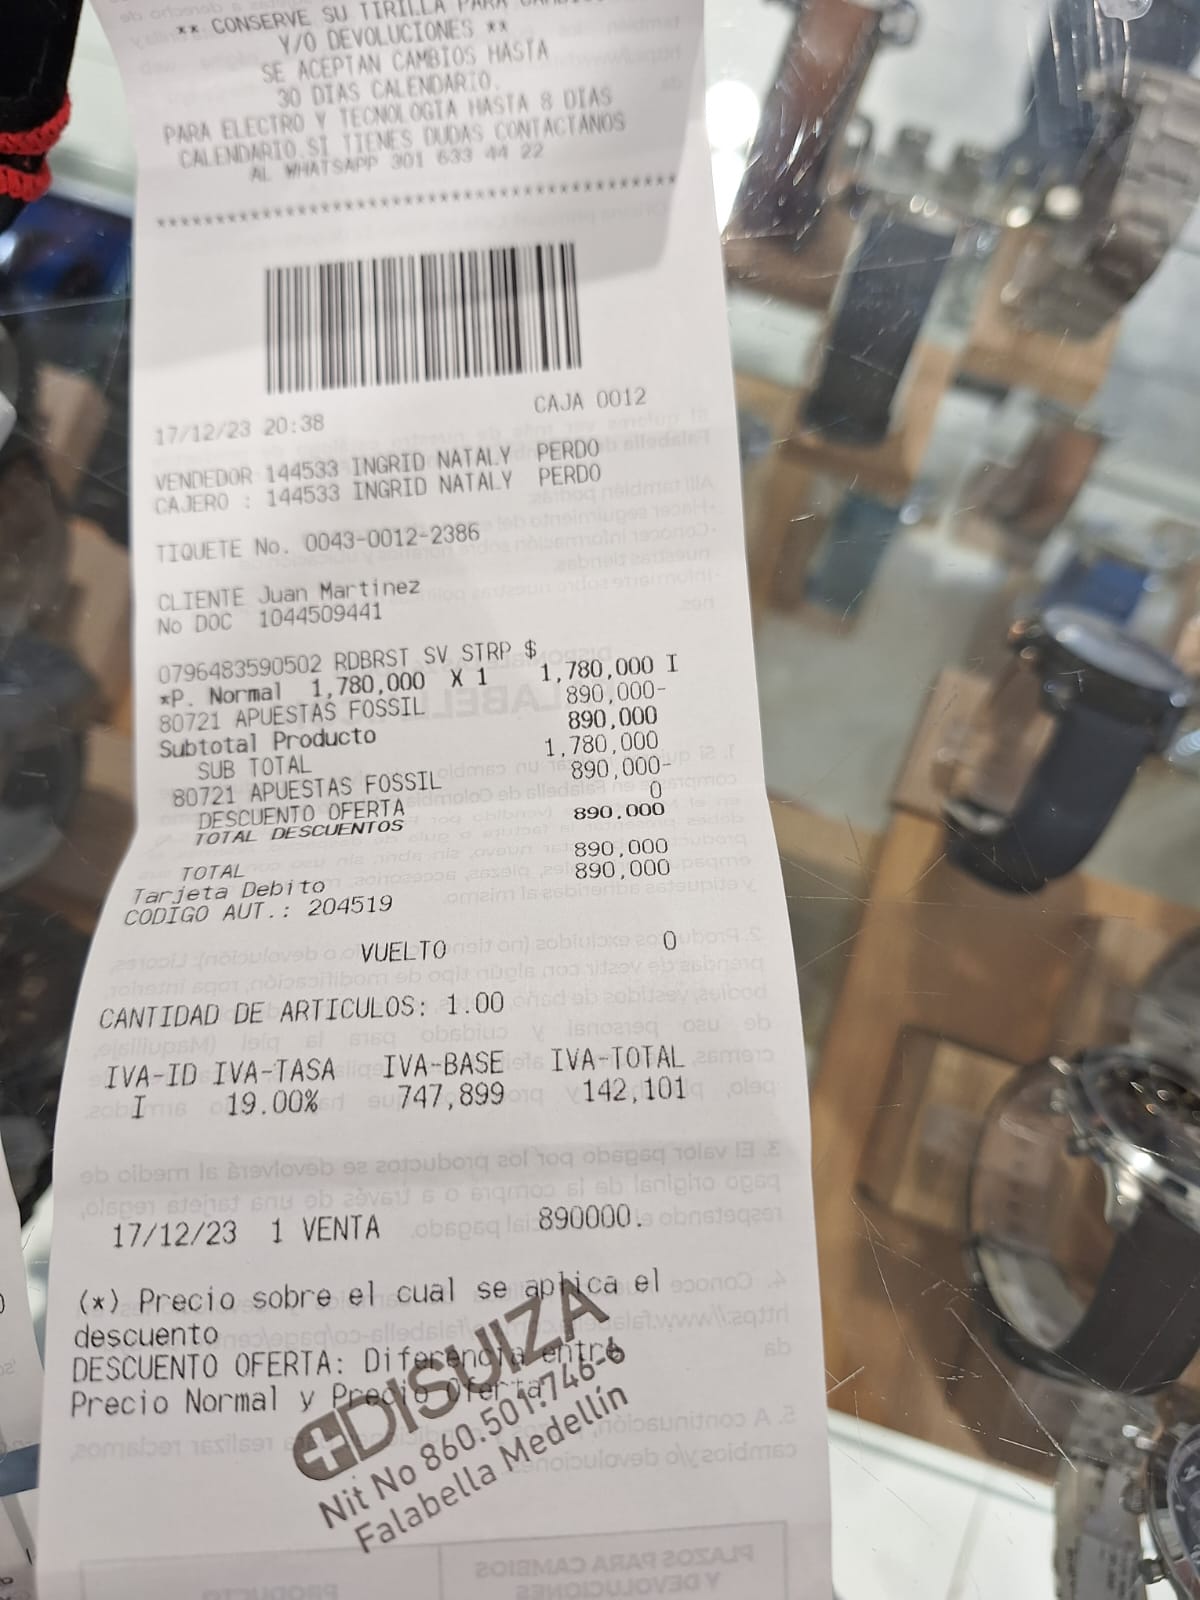 ** CONSERVE SU TIRILLA PARA
Y/O DEVOLUCIONES **
SE ACEPTAN CAMBIOS HASTA
30 DIAS CALENDARIO.
PARA ELECTRO Y TECNOLOGIA HASTA 8 DIAS
CALENDARIO.SI TIENES DUDAS CONTACTANOS
AL WHATSAPP 301 633 44 22
****************************************
CAJA 0012
17/12/23 20:38
VENDEDOR 144533 INGRID NATALY PERDO
CAJERO : 144533 INGRID NATALY PERDO
TIQUETE No. 0043-0012-2386
CLIENTE Juan Martinez
No DOC 1044509441
0796483590502 RDBRST SV STRP $
*P. Normal 1,780,000 X 1 1,780,000 I
80721 APUESTAS FOSSIL 890,000-
Subtotal Producto 890,000
SUB TOTAL 1,780,000
80721 APUESTAS FOSSIL 890,000-
DESCUENTO OFERTA 0
TOTAL DESCUENTOS 890,000
TOTAL 890,000
Tarjeta Debito 890,000
CODIGO AUT.: 204519
VUELTO 0
CANTIDAD DE ARTICULOS: 1.00
IVA-ID IVA-TASA IVA-BASE IVA-TOTAL
I 19.00% 747,899 142,101
17/12/23 1 VENTA 890000.
(*) Precio sobre el cual se aplica el
descuento
DESCUENTO OFERTA: Diferencia entre
Precio Normal y Precio Oferta
DISUIZA
Nit No 860.501.746-6
Falabella Medellín